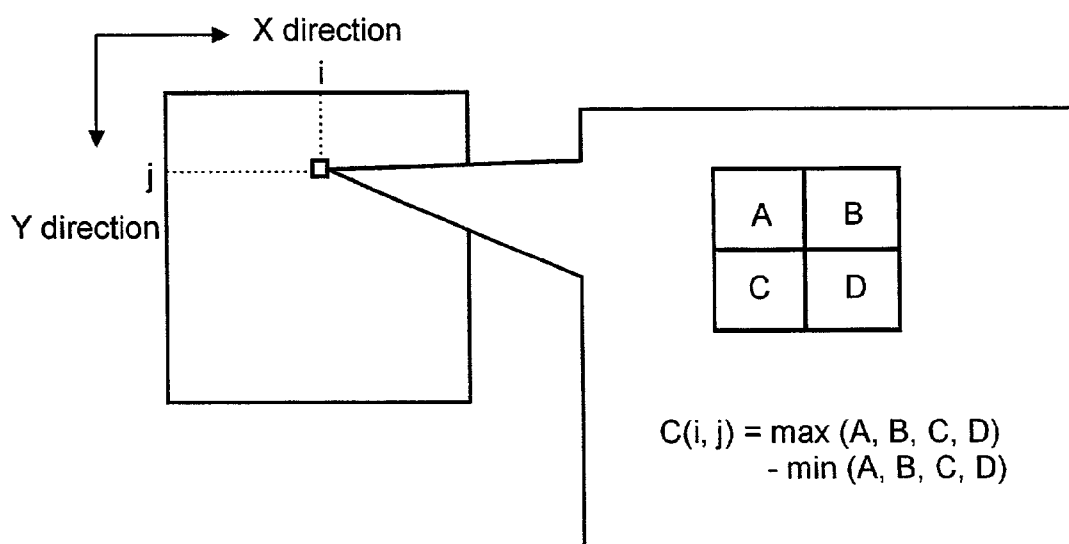 X direction
i
j
Y direction
A B
C D
C(i, j) = max (A, B, C, D)
- min (A, B, C, D)